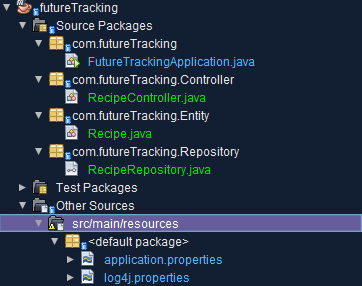 futureTracking
Source Packages
com.futureTracking
FutureTrackingApplication.java
com.futureTracking.Controller
RecipeController.java
com.futureTracking.Entity
Recipe.java
com.futureTracking.Repository
RecipeRepository.java
Test Packages
Other Sources
src/main/resources
<default package>
application.properties
log4j.properties